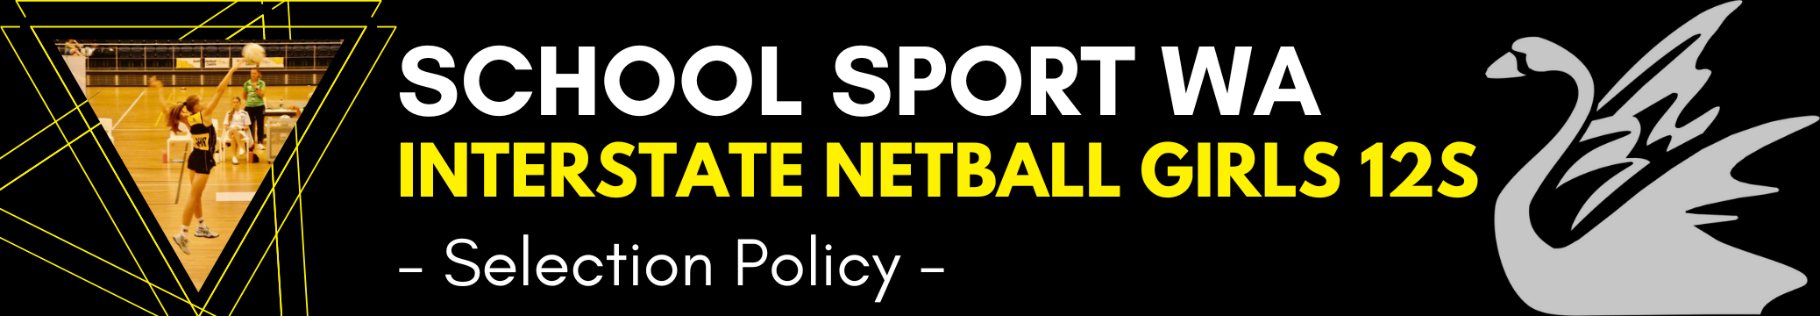 SCHOOL SPORT WA
INTERSTATE NETBALL GIRLS 12S
- Selection Policy -